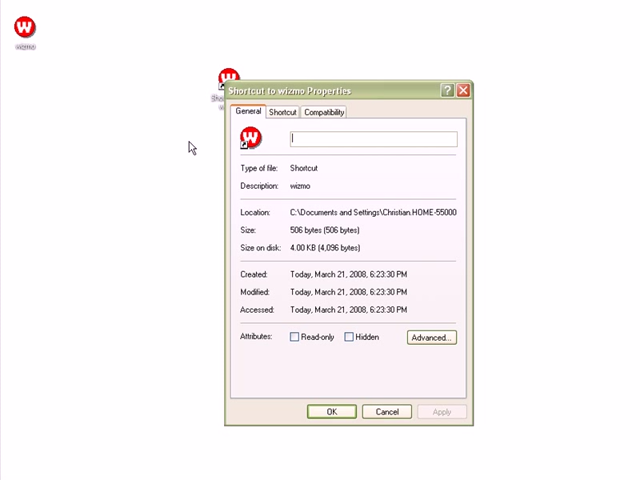 W
wizmo
W
Shortcut to wizmo Properties
General Shortcut Compatibility
W
Type of file: Shortcut
Description: wizmo
Location: C:\Documents and Settings\Christian.HOME-55000
Size: 506 bytes (506 bytes)
Size on disk: 4.00 KB (4,096 bytes)
Created: Today, March 21, 2008, 6:23:30 PM
Modified: Today, March 21, 2008, 6:23:30 PM
Accessed: Today, March 21, 2008, 6:23:30 PM
Attributes: Read-only Hidden Advanced...
OK Cancel Apply